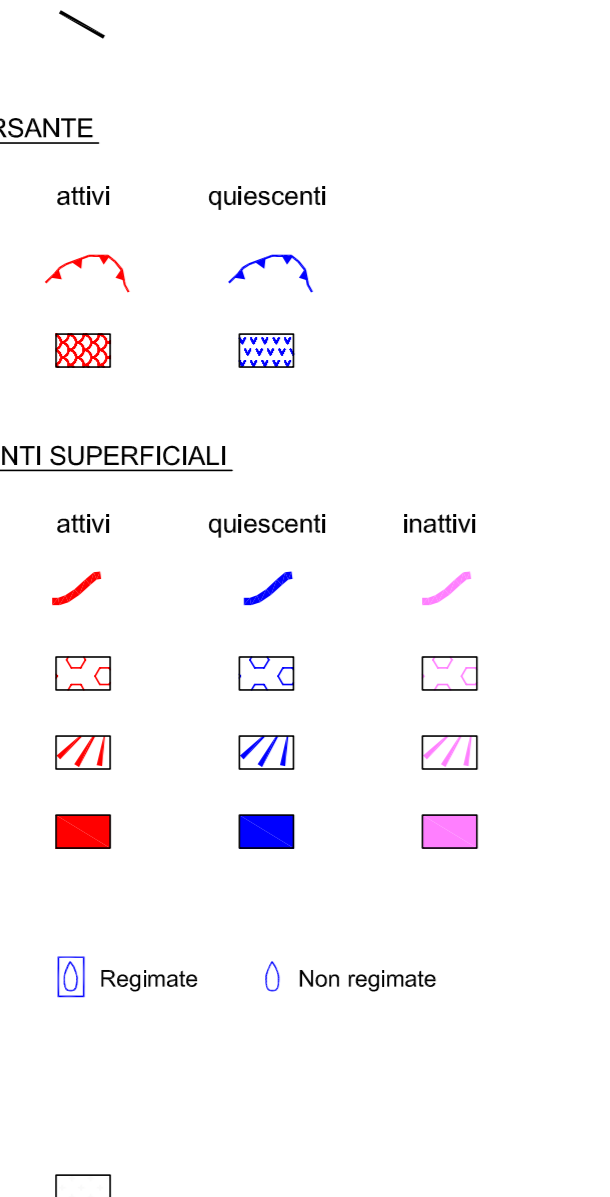 RSANTE
attivi quiescenti
NTI SUPERFICIALI
attivi quiescenti inattivi
Regimate Non regimate